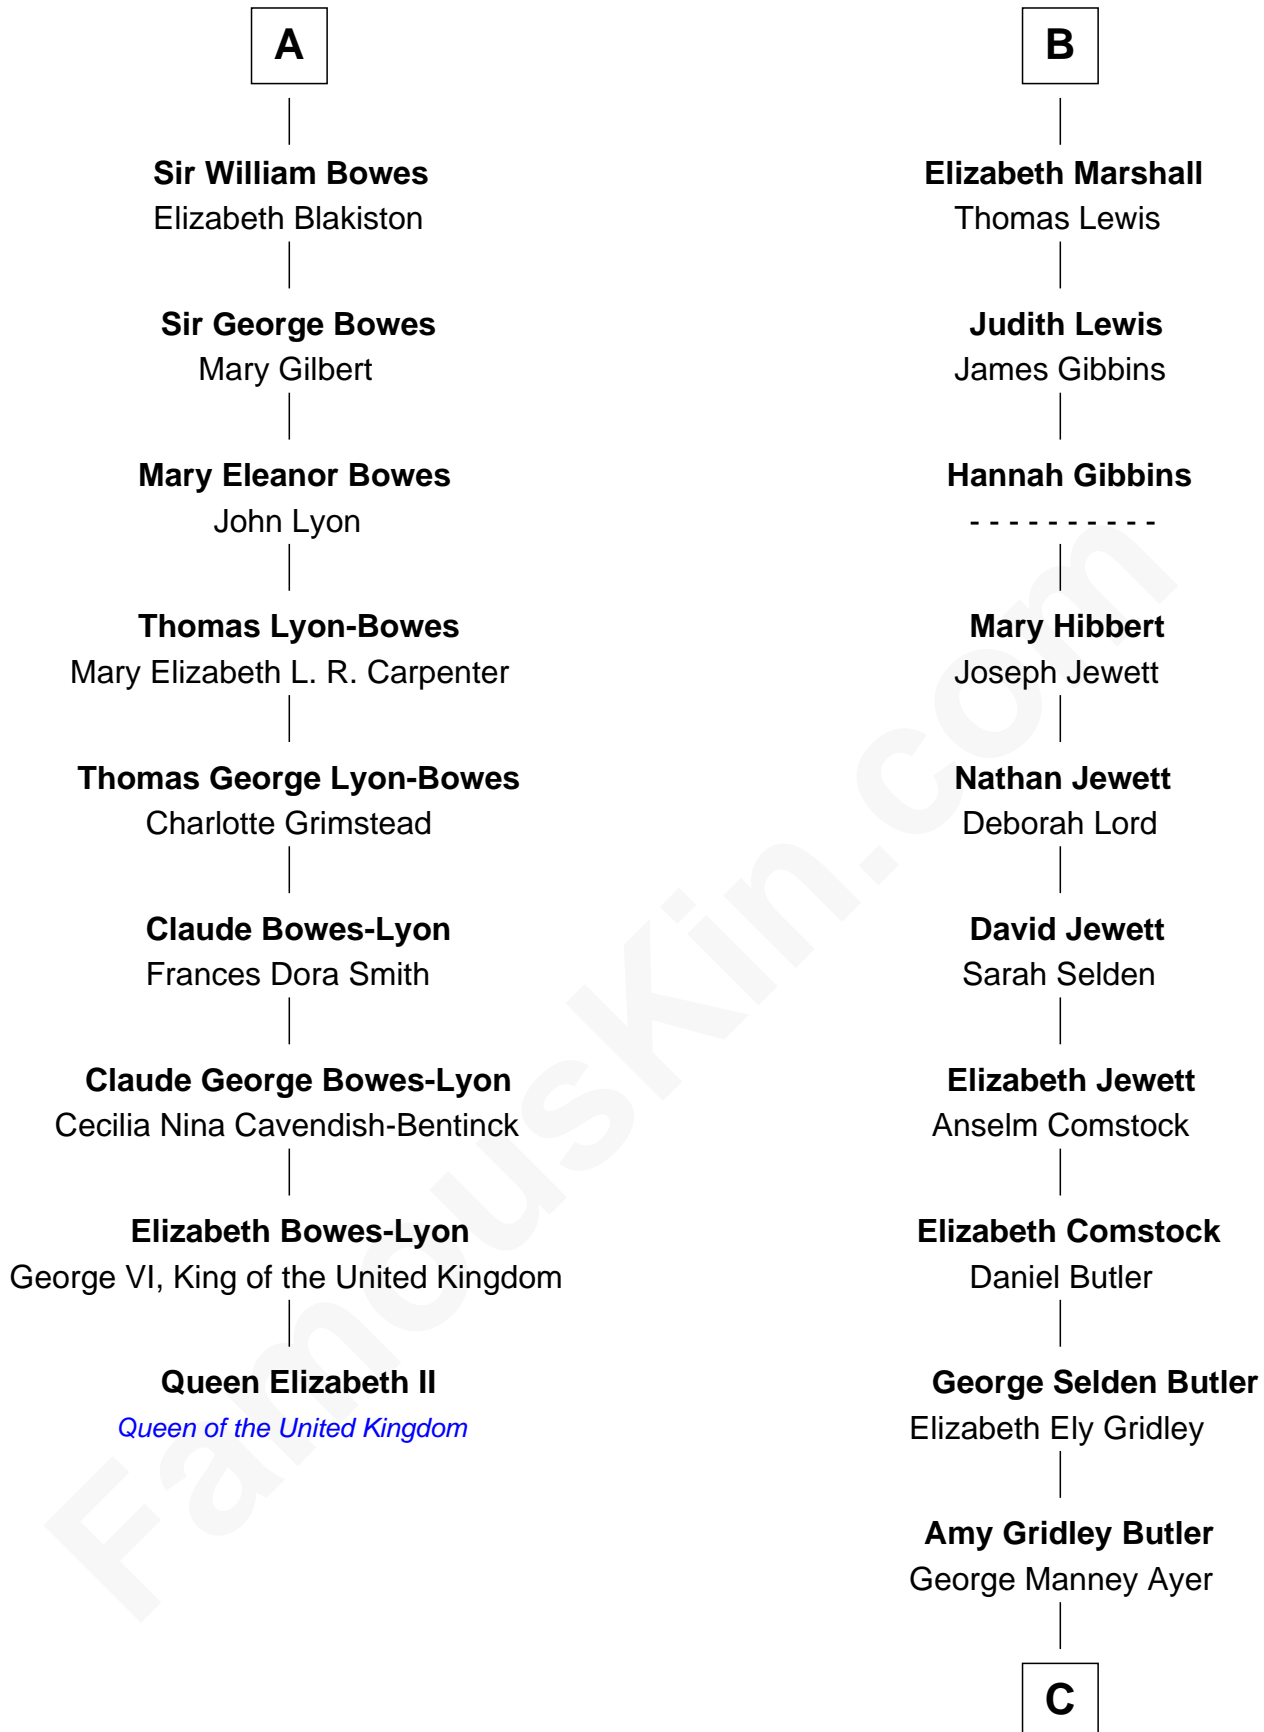 A
Sir William Bowes
Elizabeth Blakiston
Sir George Bowes
Mary Gilbert
Mary Eleanor Bowes
John Lyon
Thomas Lyon-Bowes
Mary Elizabeth L. R. Carpenter
Thomas George Lyon-Bowes
Charlotte Grimstead
Claude Bowes-Lyon
Frances Dora Smith
Claude George Bowes-Lyon
Cecilia Nina Cavendish-Bentinck
Elizabeth Bowes-Lyon
George VI, King of the United Kingdom
Queen Elizabeth II
Queen of the United Kingdom
B
Elizabeth Marshall
Thomas Lewis
Judith Lewis
James Gibbins
Hannah Gibbins
- - - - - - - - - -
Mary Hibbert
Joseph Jewett
Nathan Jewett
Deborah Lord
David Jewett
Sarah Selden
Elizabeth Jewett
Anselm Comstock
Elizabeth Comstock
Daniel Butler
George Selden Butler
Elizabeth Ely Gridley
Amy Gridley Butler
George Manney Ayer
C
FamousKin.com